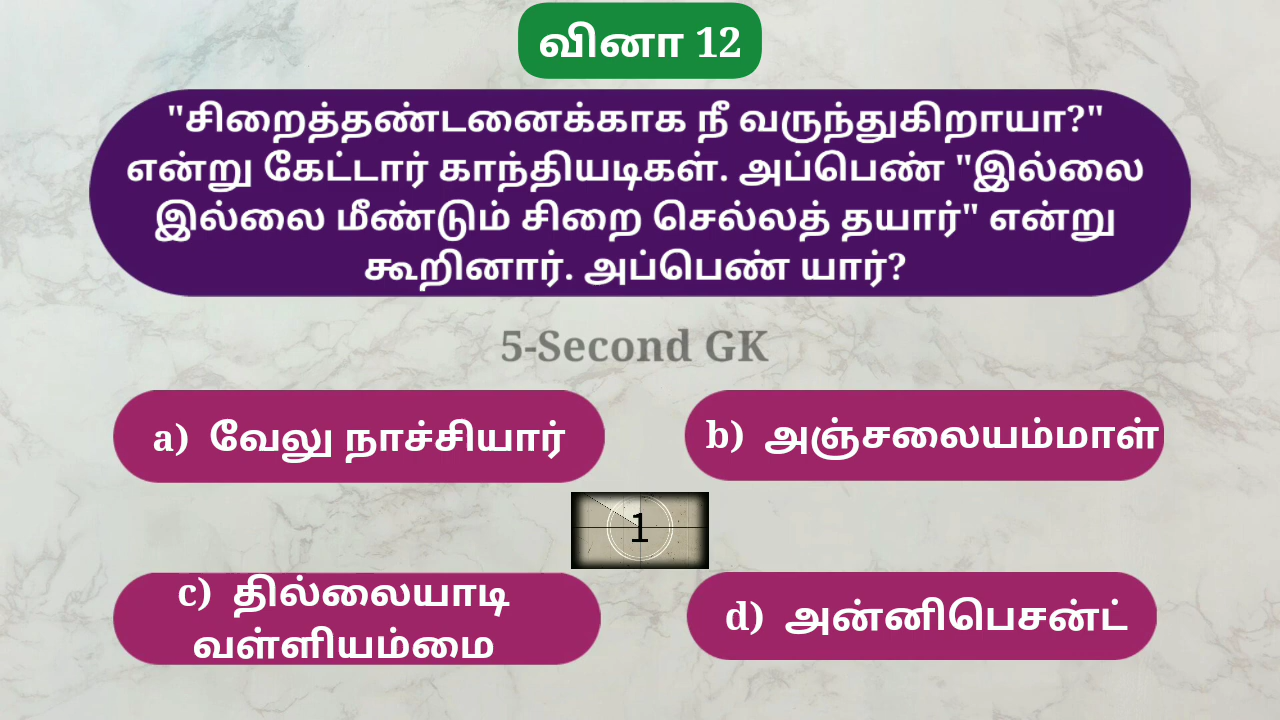 வினா 12
"சிறைத்தண்டனைக்காக நீ வருந்துகிறாயா?"
என்று கேட்டார் காந்தியடிகள். அப்பெண் "இல்லை
இல்லை மீண்டும் சிறை செல்லத் தயார்" என்று
கூறினார். அப்பெண் யார்?
5-Second GK
a) வேலு நாச்சியார்
b) அஞ்சலையம்மாள்
1
c) தில்லையாடி
வள்ளியம்மை
d) அன்னிபெசன்ட்